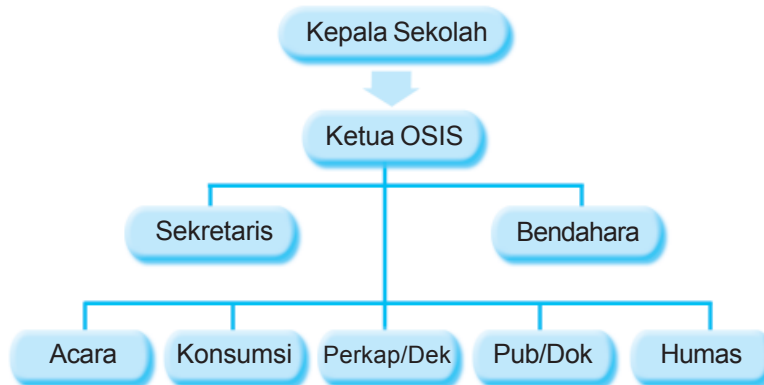 Kepala Sekolah
Ketua OSIS
Sekretaris
Bendahara
Acara
Konsumsi
Perkap/Dek
Pub/Dok
Humas